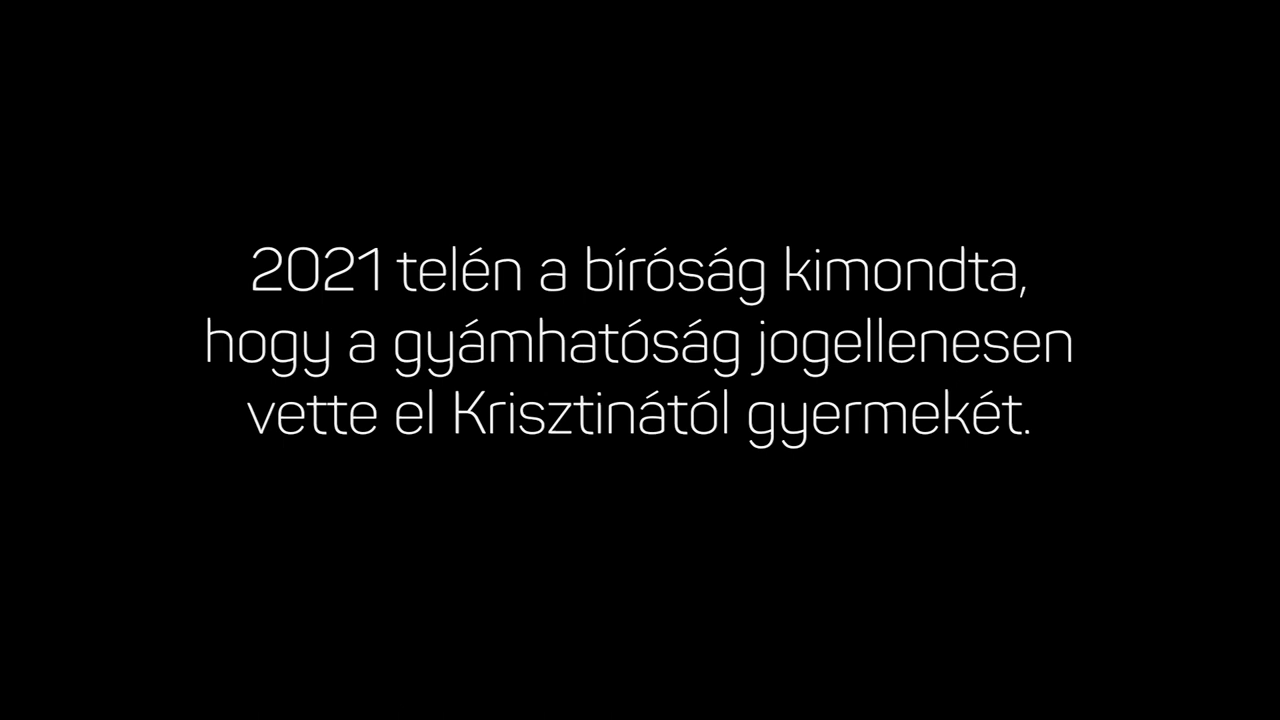 2021 telén a bíróság kimondta,
hogy a gyámhatóság jogellenesen
vette el Krisztinától gyermekét.